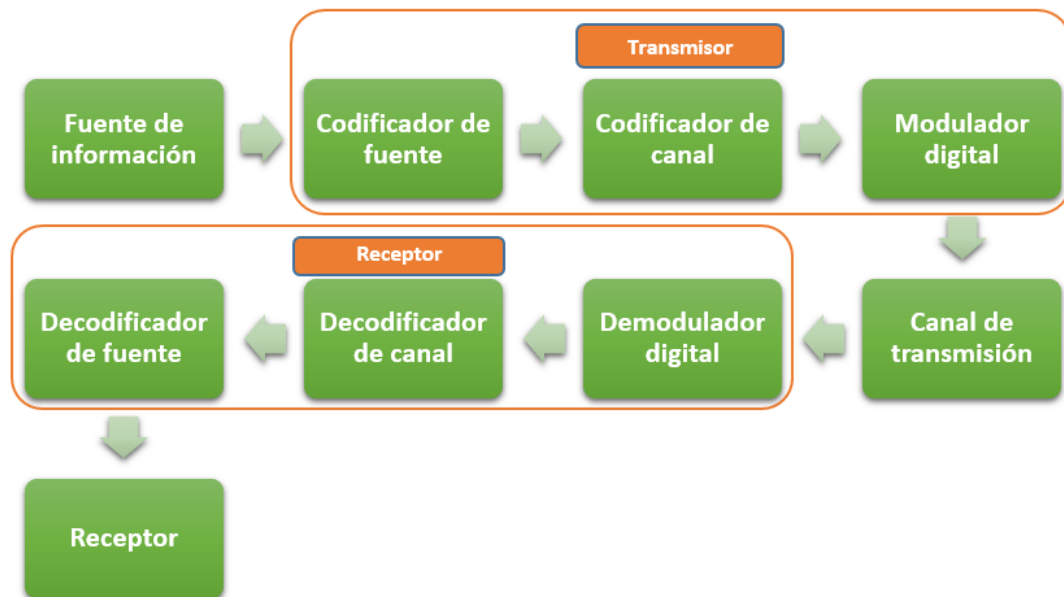 Transmisor
Fuente de
información
Codificador de
fuente
Codificador de
canal
Modulador
digital
Receptor
Decodificador
de fuente
Decodificador
de canal
Demodulador
digital
Canal de
transmisión
Receptor